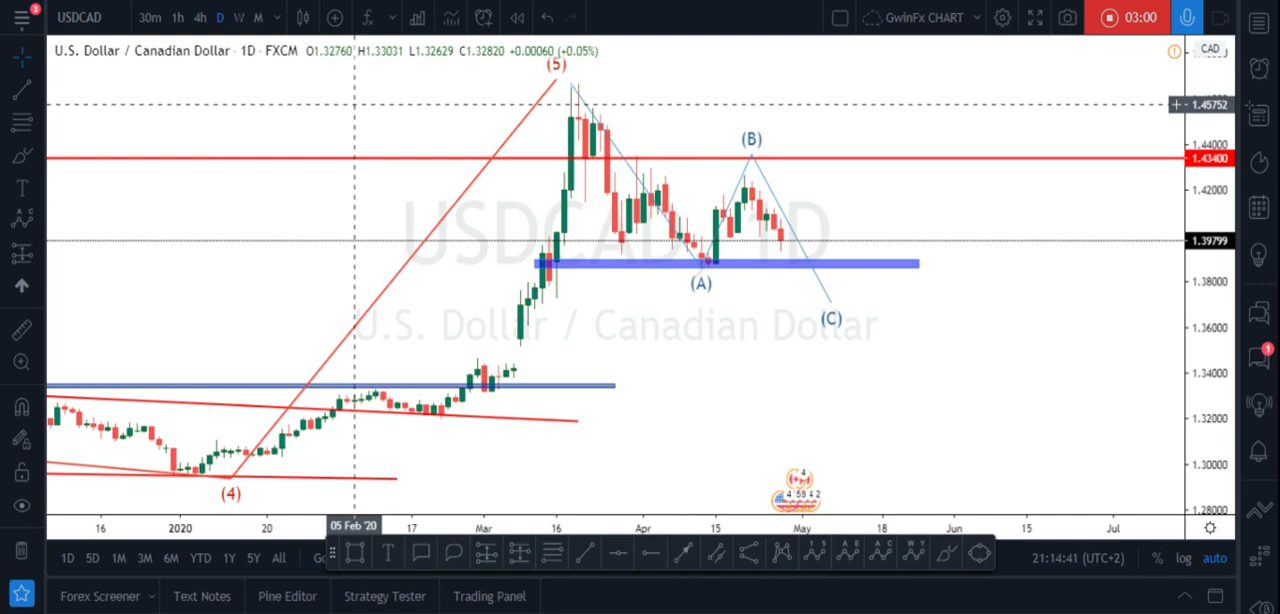 3
USDCAD
30m 1h 4h D W M
GwinFx CHART
03:00
U.S. Dollar / Canadian Dollar · 1D · FXCM O1.32760 H1.33031 L1.32629 C1.32820 +0.00060 (+0.05%)
CAD
(5)
1.45752
(B)
1.44000
1.43400
1.42000
USDCAD, 1D
1.39799
(A)
1.38000
(C)
U.S. Dollar / Canadian Dollar
1.36000
1
1.34000
1.32000
1.30000
(4)
4
1.28000
16 2020 20 05 Feb '20 17 Mar 16 Apr 15 May 18 Jun 15 Jul
1D 5D 1M 3M 6M YTD 1Y 5Y All
21:14:41 (UTC+2) % log auto
Forex Screener Text Notes Pine Editor Strategy Tester Trading Panel